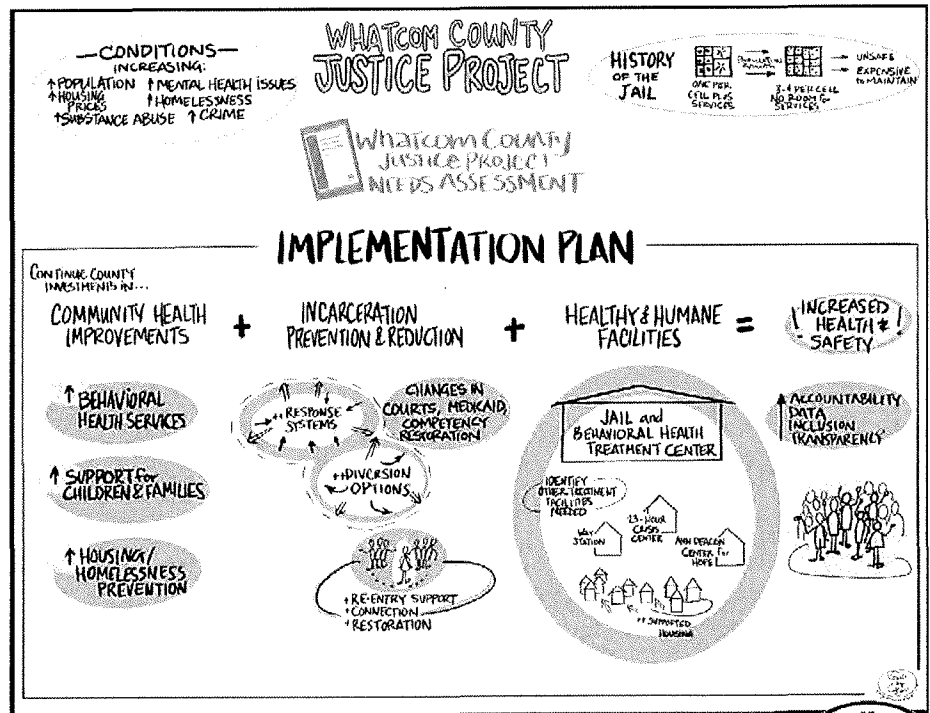 WHATCOM COUNTY
JUSTICE PROJECT
—CONDITIONS—
INCREASING:
↑POPULATION ↑MENTAL HEALTH ISSUES
↑HOUSING PRICES ↑HOMELESSNESS
↑SUBSTANCE ABUSE ↑CRIME
HISTORY
OF THE
JAIL
ONE PER
CELL PLUS
SERVICES
POPULATION
3-4 PER CELL
NO ROOM for
SERVICES
→ UNSAFE
→ EXPENSIVE
to MAINTAIN
WHATCOM COUNTY
JUSTICE PROJECT
NEEDS ASSESSMENT
IMPLEMENTATION PLAN
CONTINUE COUNTY
INVESTMENTS IN...
COMMUNITY HEALTH
IMPROVEMENTS
+
INCARCERATION
PREVENTION & REDUCTION
+
HEALTHY & HUMANE
FACILITIES
=
! INCREASED !
HEALTH &
SAFETY
↑ BEHAVIORAL
HEALTH SERVICES
↑ SUPPORT for
CHILDREN & FAMILIES
↑ HOUSING/
HOMELESSNESS
PREVENTION
++ RESPONSE
SYSTEMS
CHANGES IN
COURTS, MEDICAID,
COMPETENCY
RESTORATION
++DIVERSION
OPTIONS
+RE-ENTRY SUPPORT
+CONNECTION
+RESTORATION
JAIL and
BEHAVIORAL HEALTH
TREATMENT CENTER
IDENTIFY
OTHER TREATMENT
FACILITIES
NEEDED
WAY
STATION
23-HOUR
CRISIS
CENTER
ANN DEACON
CENTER for
HOPE
++ SUPPORTED
HOUSING
↑ ACCOUNTABILITY
DATA
INCLUSION
TRANSPARENCY